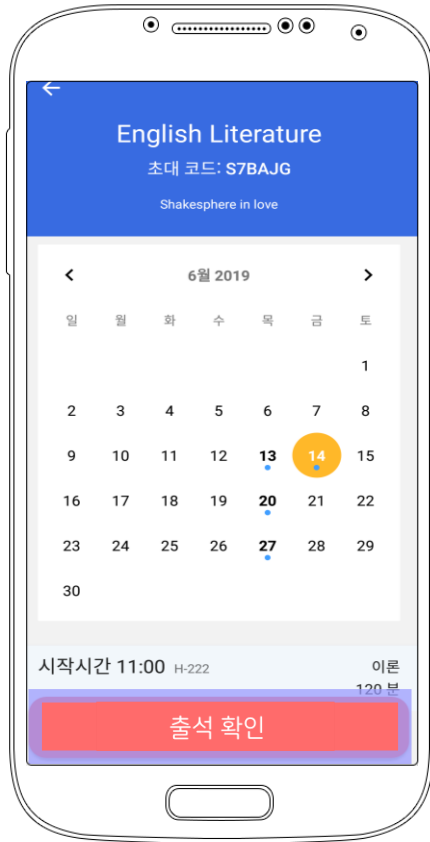 English Literature
초대 코드: S7BAJG
Shakesphere in love
6월 2019
일 월 화 수 목 금 토
1
2 3 4 5 6 7 8
9 10 11 12 13 14 15
16 17 18 19 20 21 22
23 24 25 26 27 28 29
30
시작시간 11:00 H-222 이론
120 분
출석 확인